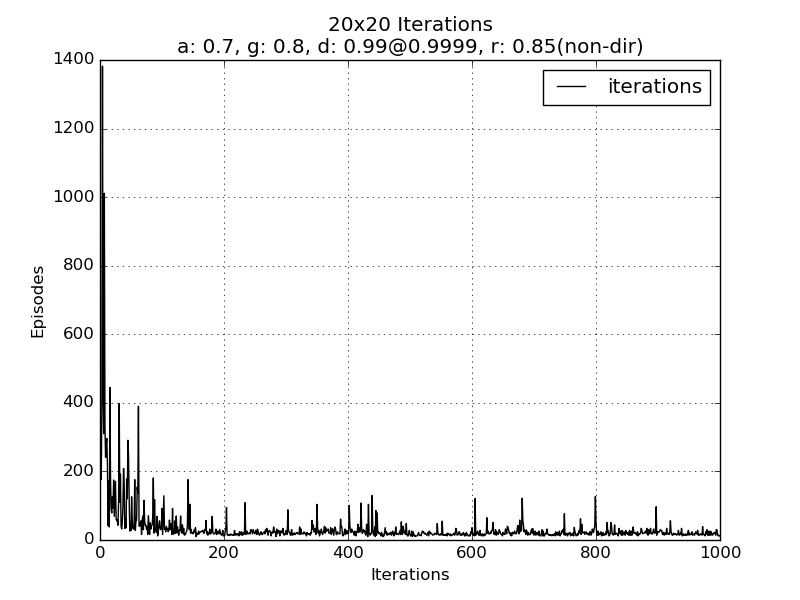 20x20 Iterations
a: 0.7, g: 0.8, d: 0.99@0.9999, r: 0.85(non-dir)
iterations
1400
1200
1000
800
600
400
200
0
Episodes
0 200 400 600 800 1000
Iterations